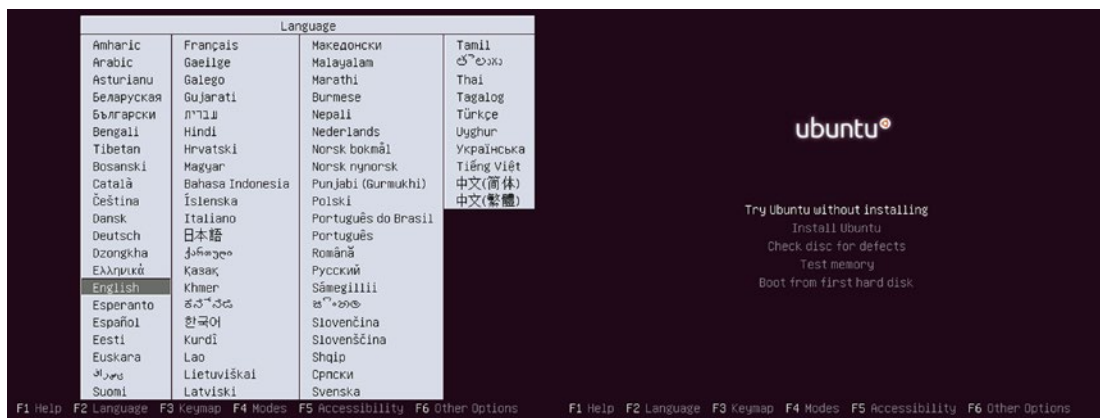 Language
Amharic
Arabic
Asturianu
Беларуская
Български
Bengali
Tibetan
Bosanski
Català
Čeština
Dansk
Deutsch
Dzongkha
Ελληνικά
English
Esperanto
Español
Eesti
Euskara
Suomi
Français
Gaeilge
Galego
Gujarati
עברית
Hindi
Hrvatski
Magyar
Bahasa Indonesia
Íslenska
Italiano
日本語
ქართული
Қазақ
Khmer
한국어
Kurdî
Lao
Lietuviškai
Latviski
Македонски
Malayalam
Marathi
Burmese
Nepali
Nederlands
Norsk bokmål
Norsk nynorsk
Punjabi (Gurmukhi)
Polski
Português do Brasil
Português
Română
Русский
Sámegillii
Slovenčina
Slovenščina
Shqip
Српски
Svenska
Tamil
Thai
Tagalog
Türkçe
Uyghur
Українська
Tiếng Việt
中文(简体)
中文(繁體)
F1 Help F2 Language F3 Keymap F4 Modes F5 Accessibility F6 Other Options
ubuntu
Try Ubuntu without installing
Install Ubuntu
Check disc for defects
Test memory
Boot from first hard disk
F1 Help F2 Language F3 Keymap F4 Modes F5 Accessibility F6 Other Options